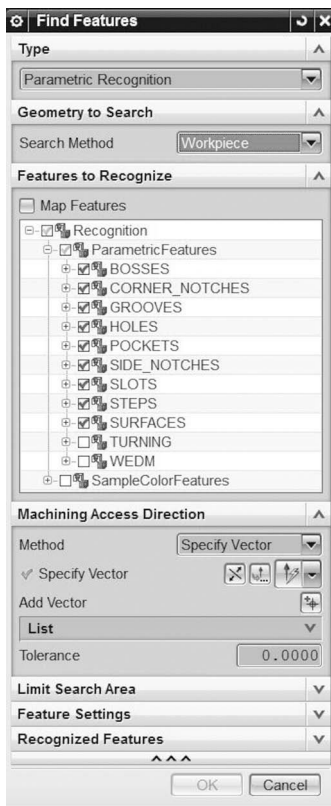 Find Features
Type
Parametric Recognition
Geometry to Search
Search Method Workpiece
Features to Recognize
Map Features
Recognition
ParametricFeatures
BOSSES
CORNER_NOTCHES
GROOVES
HOLES
POCKETS
SIDE_NOTCHES
SLOTS
STEPS
SURFACES
TURNING
WEDM
SampleColorFeatures
Machining Access Direction
Method Specify Vector
Specify Vector
Add Vector
List
Tolerance 0.0000
Limit Search Area
Feature Settings
Recognized Features
OK Cancel